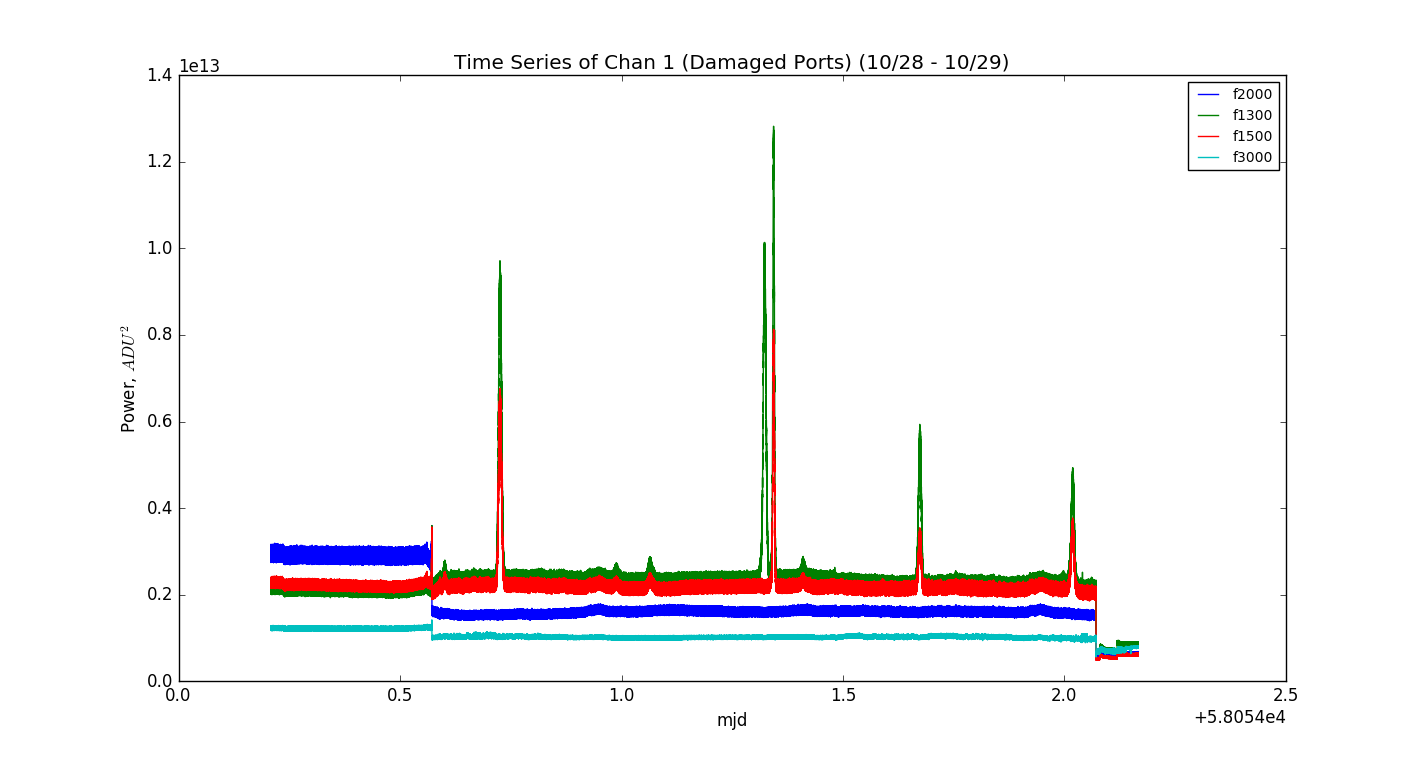 Time Series of Chan 1 (Damaged Ports) (10/28 - 10/29)
1e13
1.4
1.2
1.0
0.8
0.6
0.4
0.2
0.0
Power, ADU²
f2000
f1300
f1500
f3000
0.0 0.5 1.0 1.5 2.0 2.5
mjd
+5.8054e4